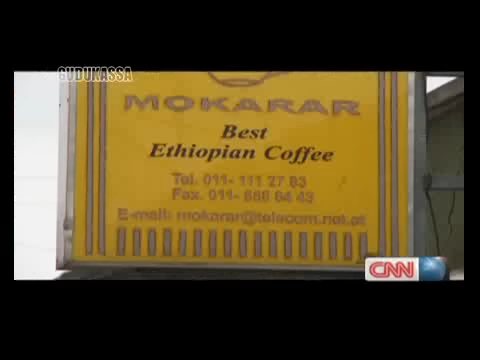 GUDUKASSA
MOKARAR
Best
Ethiopian Coffee
Tel. 011- 111 27 83
Fax. 011- 656 04 43
E-mail: mokarar@telecom.net.et
CNN